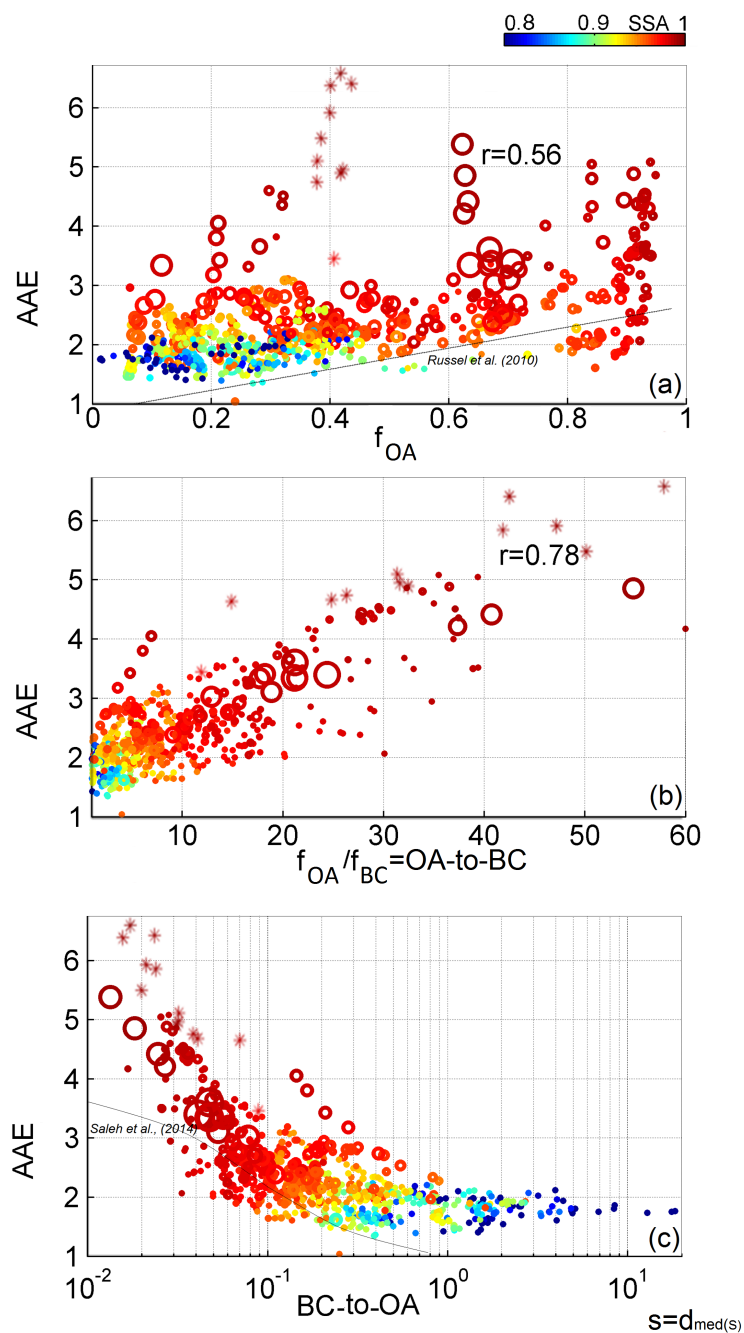 0.8 0.9 SSA 1
6
5
r=0.56
4
AAE
3
2
Russel et al. (2010)
(a)
1
0 0.2 0.4 0.6 0.8 1
fOA
6
r=0.78
5
4
AAE
3
2
(b)
1
10 20 30 40 50 60
fOA/fBC=OA-to-BC
6
5
4
Saleh et al., (2014)
AAE
3
2
(c)
1
10-2 10-1 100 101
BC-to-OA
s=dmed(s)